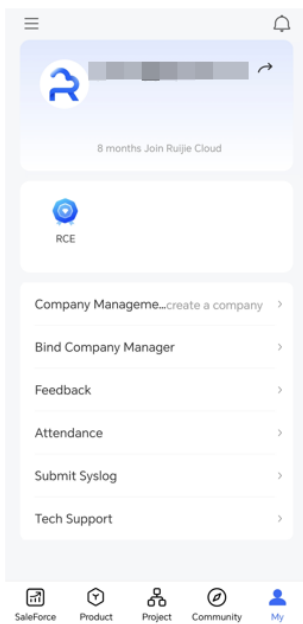 8 months Join Ruijie Cloud
RCE
Company Manageme...create a company
Bind Company Manager
Feedback
Attendance
Submit Syslog
Tech Support
SaleForce Product Project Community My